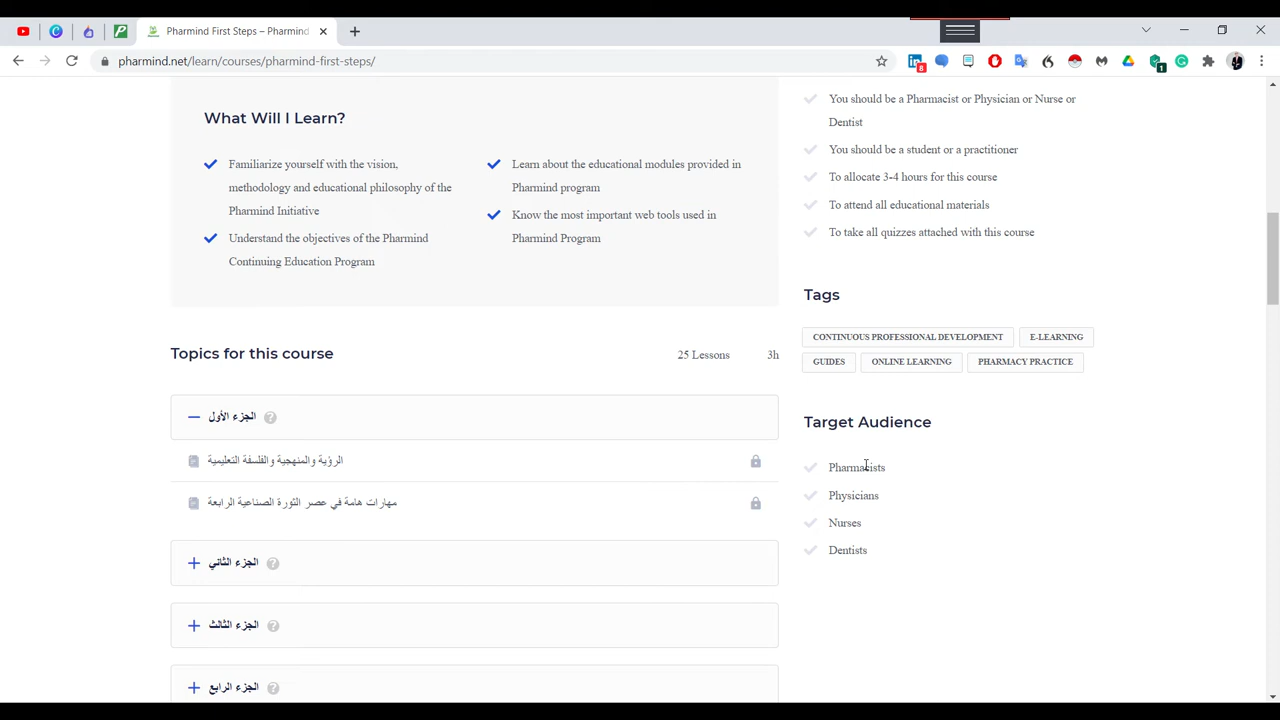 Pharmind First Steps – Pharmind
pharmind.net/learn/courses/pharmind-first-steps/
8
1
What Will I Learn?
Familiarize yourself with the vision,
methodology and educational philosophy of the
Pharmind Initiative
Understand the objectives of the Pharmind
Continuing Education Program
Learn about the educational modules provided in
Pharmind program
Know the most important web tools used in
Pharmind Program
Topics for this course
25 Lessons
3h
الجزء الأول
الرؤية والمنهجية والفلسفة التعليمية
مهارات هامة في عصر الثورة الصناعية الرابعة
الجزء الثاني
الجزء الثالث
الجزء الرابع
You should be a Pharmacist or Physician or Nurse or
Dentist
You should be a student or a practitioner
To allocate 3-4 hours for this course
To attend all educational materials
To take all quizzes attached with this course
Tags
CONTINUOUS PROFESSIONAL DEVELOPMENT
E-LEARNING
GUIDES
ONLINE LEARNING
PHARMACY PRACTICE
Target Audience
Pharmacists
Physicians
Nurses
Dentists